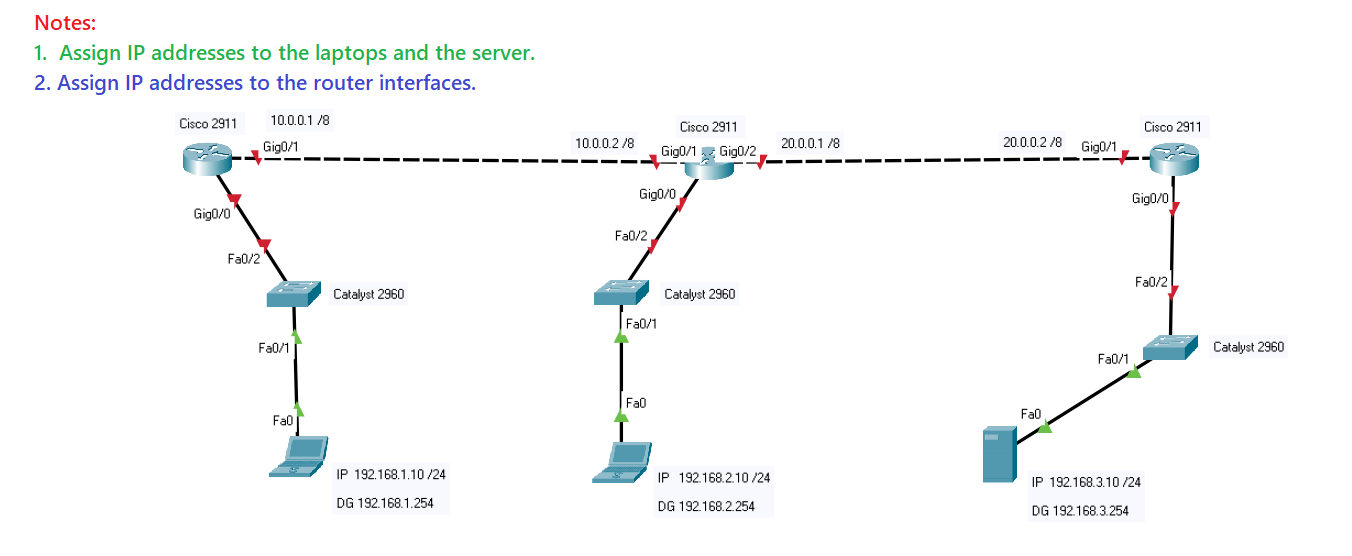 Notes:
1. Assign IP addresses to the laptops and the server.
2. Assign IP addresses to the router interfaces.
Cisco 2911
10.0.0.1 /8
Gig0/1
Gig0/0
Fa0/2
Catalyst 2960
Fa0/1
Fa0
IP 192.168.1.10 /24
DG 192.168.1.254
10.0.0.2 /8
Cisco 2911
Gig0/1
Gig0/2
20.0.0.1 /8
Gig0/0
Fa0/2
Catalyst 2960
Fa0/1
Fa0
IP 192.168.2.10 /24
DG 192.168.2.254
20.0.0.2 /8
Gig0/1
Cisco 2911
Gig0/0
Fa0/2
Catalyst 2960
Fa0/1
Fa0
IP 192.168.3.10 /24
DG 192.168.3.254